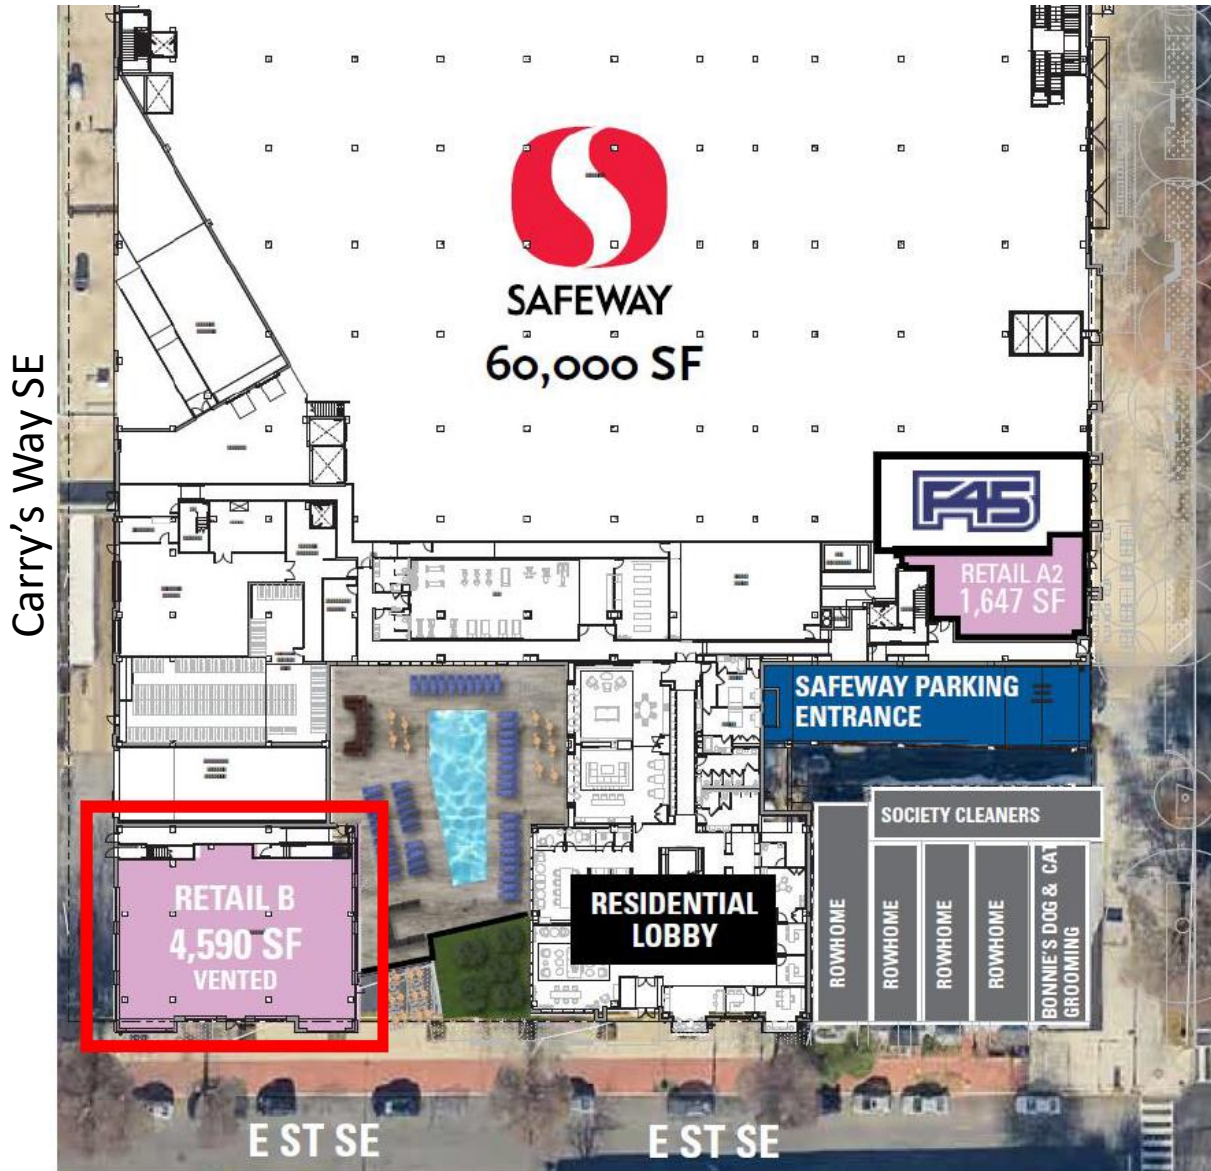 SAFEWAY
60,000 SF
Carry's Way SE
F45
RETAIL A2
1,647 SF
SAFEWAY PARKING
ENTRANCE
SOCIETY CLEANERS
RETAIL B
4,590 SF
VENTED
RESIDENTIAL
LOBBY
ROWHOME
ROWHOME
ROWHOME
ROWHOME
BONNIE'S DOG & CAT
GROOMING
E ST SE
E ST SE